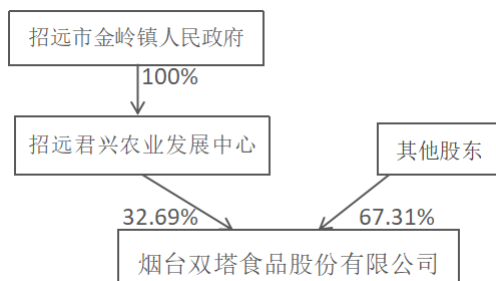 招远市金岭镇人民政府
100%
招远君兴农业发展中心
其他股东
32.69%
67.31%
烟台双塔食品股份有限公司